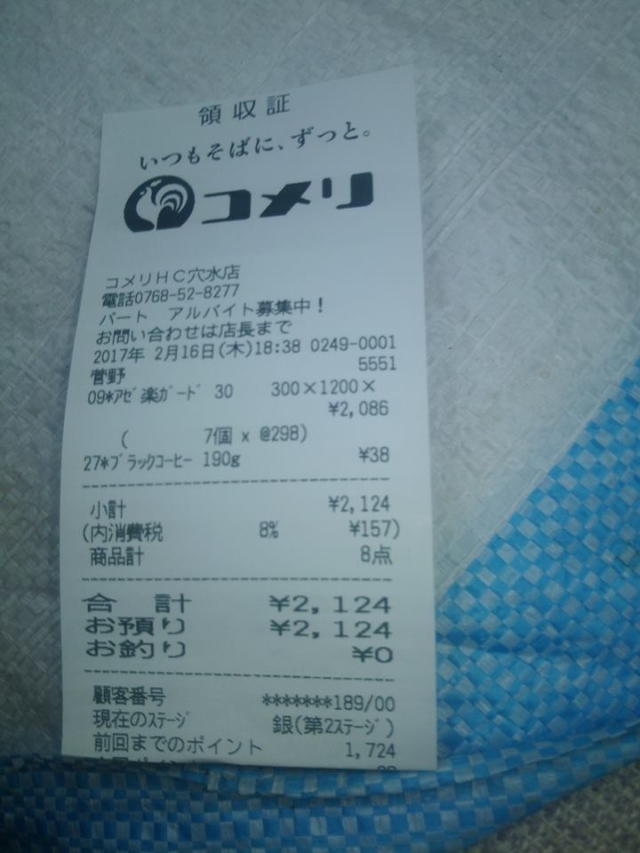 領収証
いつもそばに、ずっと。
コメリ
コメリHC穴水店
電話0768-52-8277
パート アルバイト募集中!
お問い合わせは店長まで
2017年 2月16日(木)18:38 0249-0001
5551
菅野
09*アゼ楽ガード 30 300×1200×
¥2,086
( 7個 x @298)
27*ブラックコーヒー 190g ¥38
小計 ¥2,124
(内消費税 8% ¥157)
商品計 8点
合計 ¥2,124
お預り ¥2,124
お釣り ¥0
顧客番号 *******189/00
現在のステージ 銀(第2ステージ)
前回までのポイント 1,724